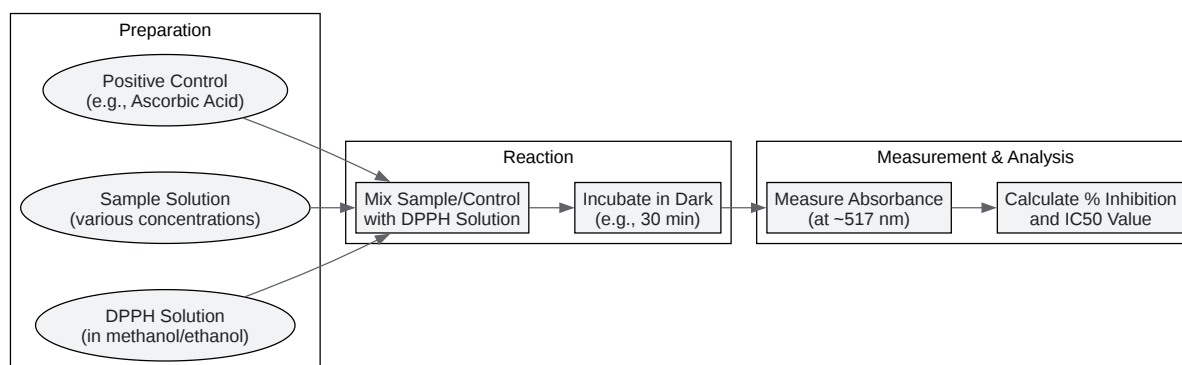 Preparation
Positive Control
(e.g., Ascorbic Acid)
Sample Solution
(various concentrations)
DPPH Solution
(in methanol/ethanol)
Reaction
Mix Sample/Control
with DPPH Solution
Incubate in Dark
(e.g., 30 min)
Measurement & Analysis
Measure Absorbance
(at ~517 nm)
Calculate % Inhibition
and IC50 Value